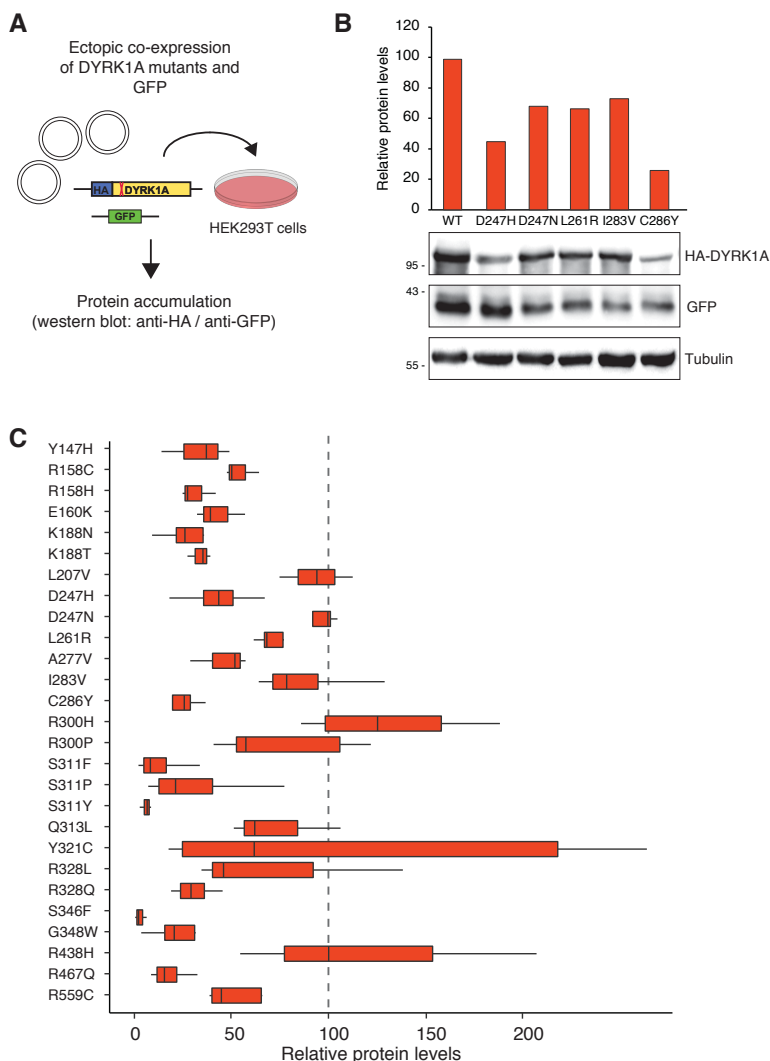 A
Ectopic co-expression
of DYRK1A mutants and
GFP
HA
DYRK1A
GFP
HEK293T cells
Protein accumulation
(western blot: anti-HA / anti-GFP)
B
Relative protein levels
120
100
80
60
40
20
0
WT D247H D247N L261R I283V C286Y
95 -
HA-DYRK1A
43 -
GFP
55 -
Tubulin
C
Y147H
R158C
R158H
E160K
K188N
K188T
L207V
D247H
D247N
L261R
A277V
I283V
C286Y
R300H
R300P
S311F
S311P
S311Y
Q313L
Y321C
R328L
R328Q
S346F
G348W
R438H
R467Q
R559C
0 50 100 150 200
Relative protein levels